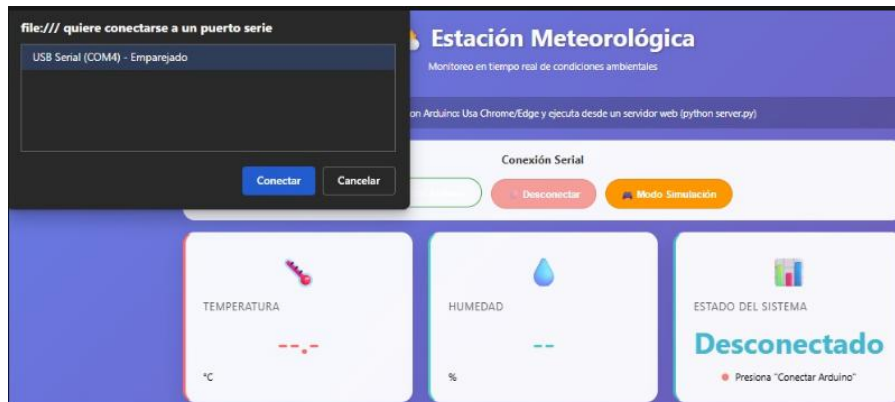 file:/// quiere conectarse a un puerto serie
USB Serial (COM4) - Emparejado
Conectar
Cancelar
Estación Meteorológica
Monitoreo en tiempo real de condiciones ambientales
on Arduino: Usa Chrome/Edge y ejecuta desde un servidor web (python server.py)
Conexión Serial
Desconectar
Modo Simulación
TEMPERATURA
--.-
°C
HUMEDAD
--
%
ESTADO DEL SISTEMA
Desconectado
Presiona "Conectar Arduino"